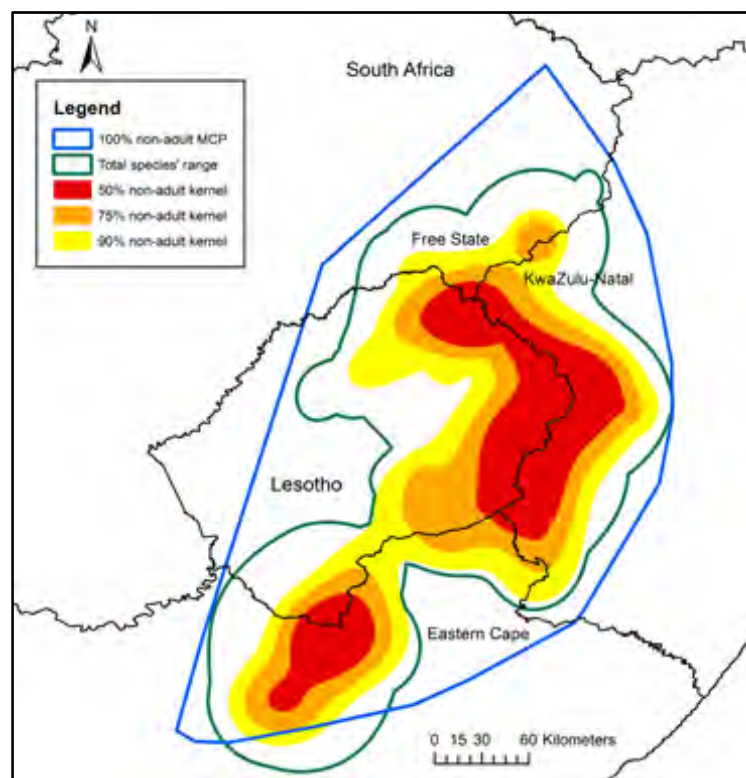 N
South Africa
Legend
100% non-adult MCP
Total species' range
50% non-adult kernel
75% non-adult kernel
90% non-adult kernel
Free State
KwaZulu-Natal
Lesotho
Eastern Cape
0 15 30 60 Kilometers